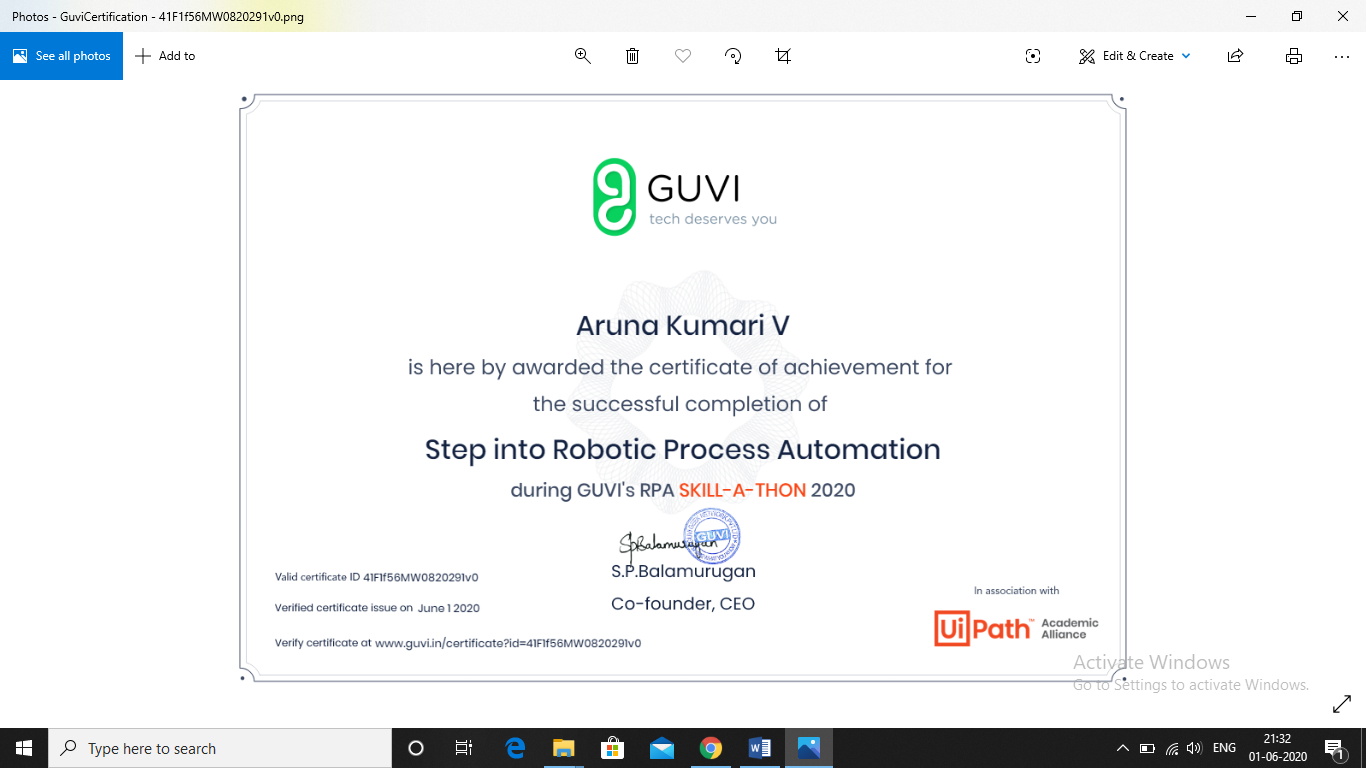 Photos - GuviCertification - 41F1f56MW0820291v0.png
See all photos
Add to
Edit & Create
GUVI
tech deserves you
Aruna Kumari V
is here by awarded the certificate of achievement for
the successful completion of
Step into Robotic Process Automation
during GUVI's RPA SKILL-A-THON 2020
SpBalamurugan
GUVI
S.P.Balamurugan
Co-founder, CEO
Valid certificate ID 41F1f56MW0820291v0
Verified certificate issue on June 1 2020
Verify certificate at www.guvi.in/certificate?id=41F1f56MW0820291v0
In association with
UiPath™ Academic
Alliance
Activate Windows
Go to Settings to activate Windows.
Type here to search
ENG
21:32
01-06-2020
1